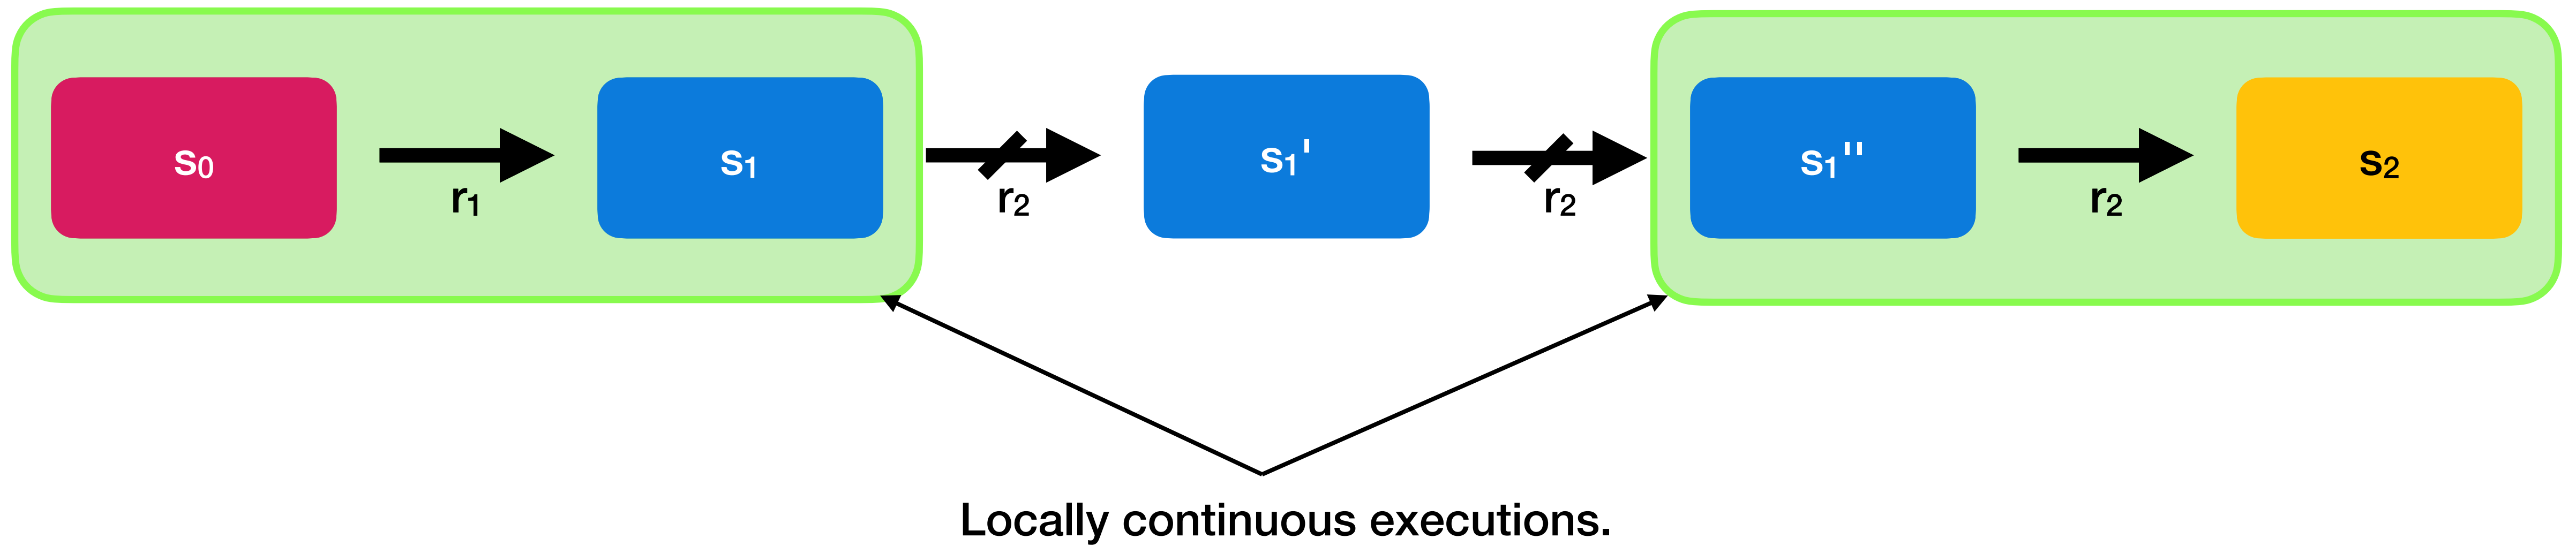 s₀
r₁
s₁
r₂
s₁'
r₂
s₁''
r₂
s₂
Locally continuous executions.